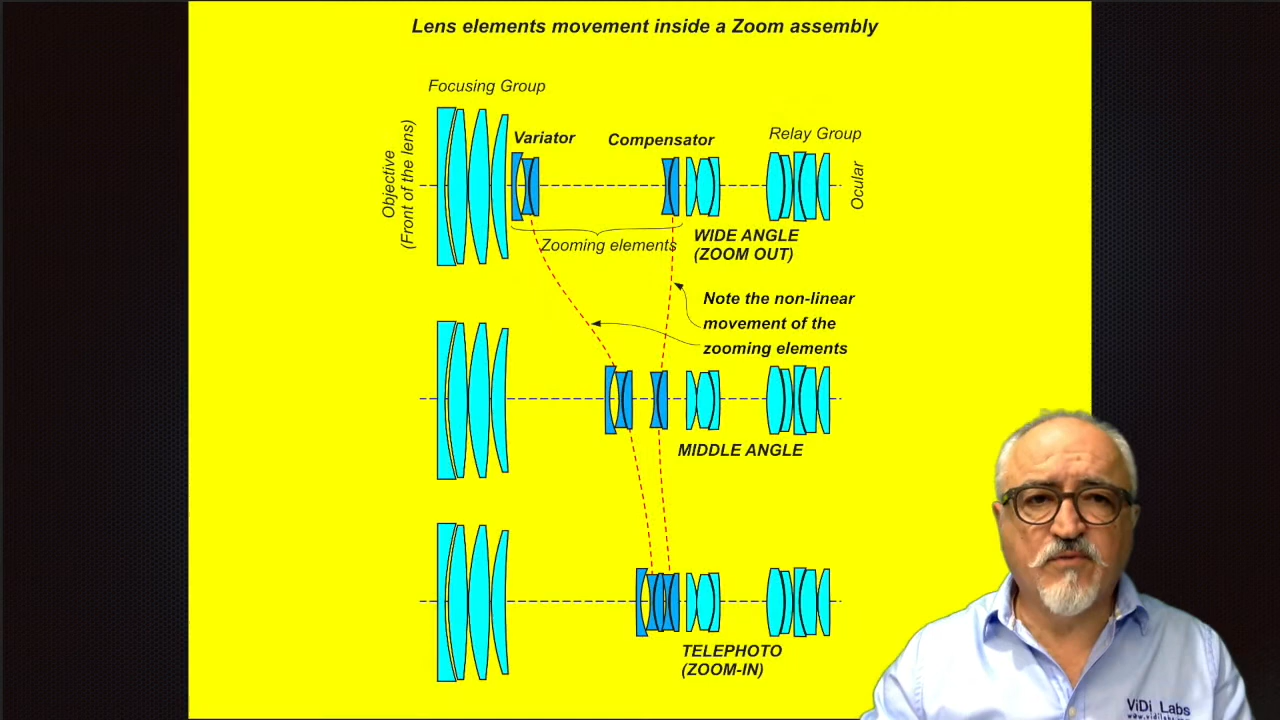 Lens elements movement inside a Zoom assembly
Focusing Group
Objective
(Front of the lens)
Variator
Compensator
Relay Group
Ocular
Zooming elements
WIDE ANGLE
(ZOOM OUT)
Note the non-linear
movement of the
zooming elements
MIDDLE ANGLE
TELEPHOTO
(ZOOM-IN)
ViDi Labs